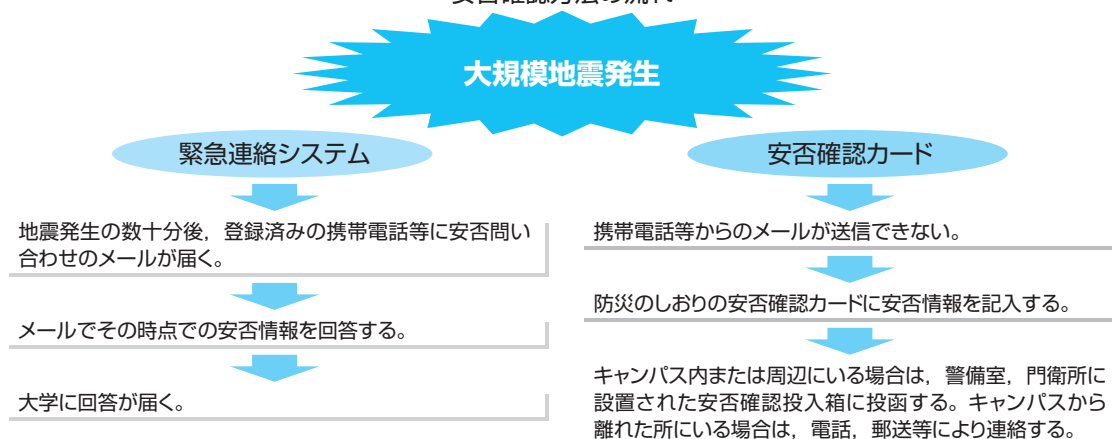 安否確認方法の流れ
大規模地震発生
緊急連絡システム
地震発生の数十分後，登録済みの携帯電話等に安否問い
合わせのメールが届く。
メールでその時点での安否情報を回答する。
大学に回答が届く。
安否確認カード
携帯電話等からのメールが送信できない。
防災のしおりの安否確認カードに安否情報を記入する。
キャンパス内または周辺にいる場合は，警備室，門衛所に
設置された安否確認投入箱に投函する。キャンパスから
離れた所にいる場合は，電話，郵送等により連絡する。